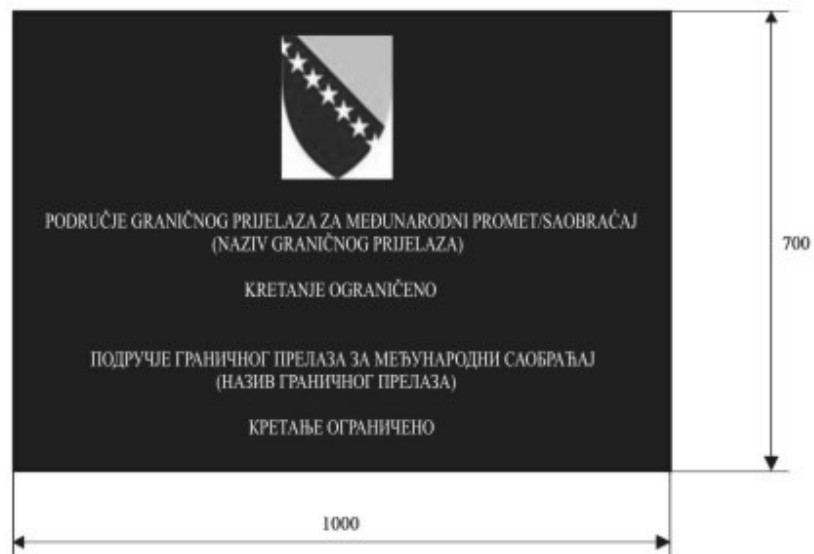 PODRUČJE GRANIČNOG PRIJELAZA ZA MEĐUNARODNI PROMET/SAOBRAĆAJ
(NAZIV GRANIČNOG PRIJELAZA)
KRETANJE OGRANIČENO
ПОДРУЧЈЕ ГРАНИЧНОГ ПРЕЛАЗА ЗА МЕЂУНАРОДНИ САОБРАЋАЈ
(НАЗИВ ГРАНИЧНОГ ПРЕЛАЗА)
КРЕТАЊЕ ОГРАНИЧЕНО
700
1000